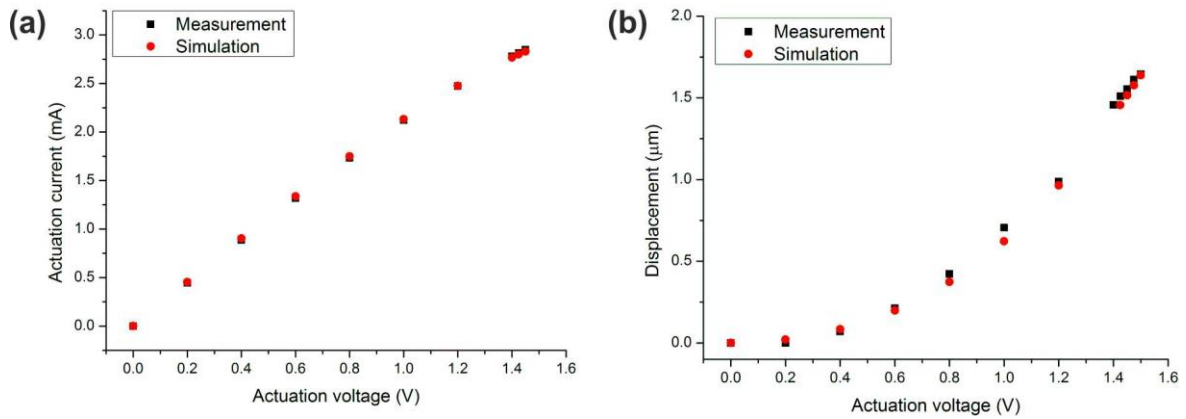 (a)
Measurement
Simulation
3.0
2.5
2.0
1.5
1.0
0.5
0.0
Actuation current (mA)
0.0 0.2 0.4 0.6 0.8 1.0 1.2 1.4 1.6
Actuation voltage (V)
(b)
Measurement
Simulation
2.0
1.5
1.0
0.5
0.0
Displacement (μm)
0.0 0.2 0.4 0.6 0.8 1.0 1.2 1.4 1.6
Actuation voltage (V)